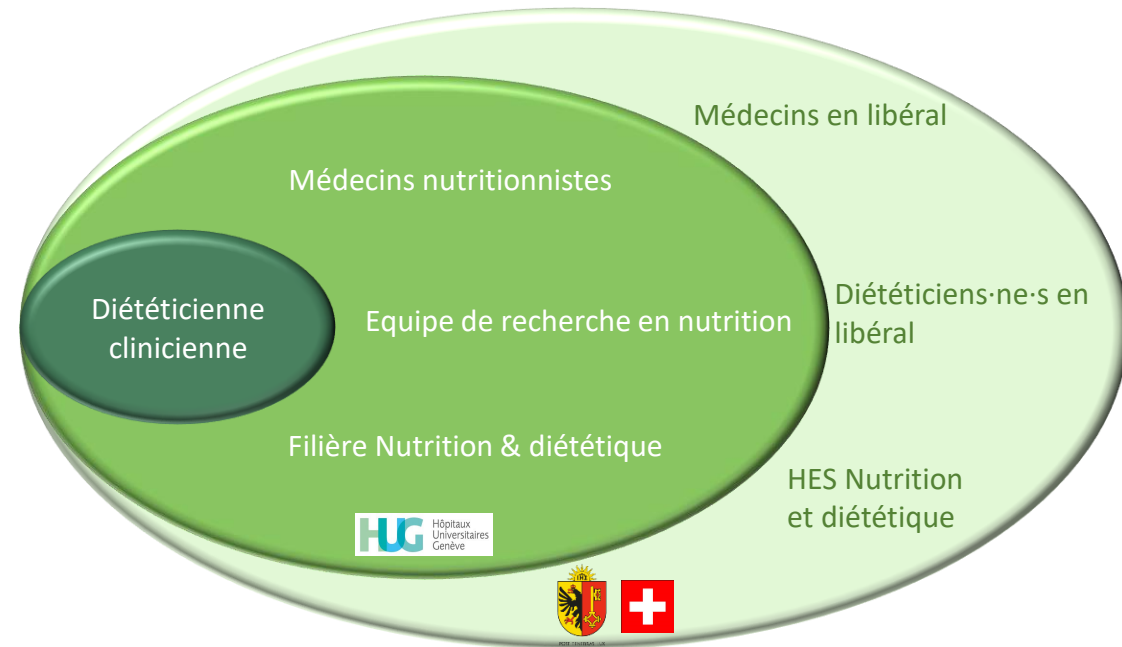 Médecins en libéral
Médecins nutritionnistes
Diététicienne
clinicienne
Equipe de recherche en nutrition
Diététiciens·ne·s en
libéral
Filière Nutrition & diététique
HES Nutrition
et diététique
HUG
Hôpitaux
Universitaires
Genève